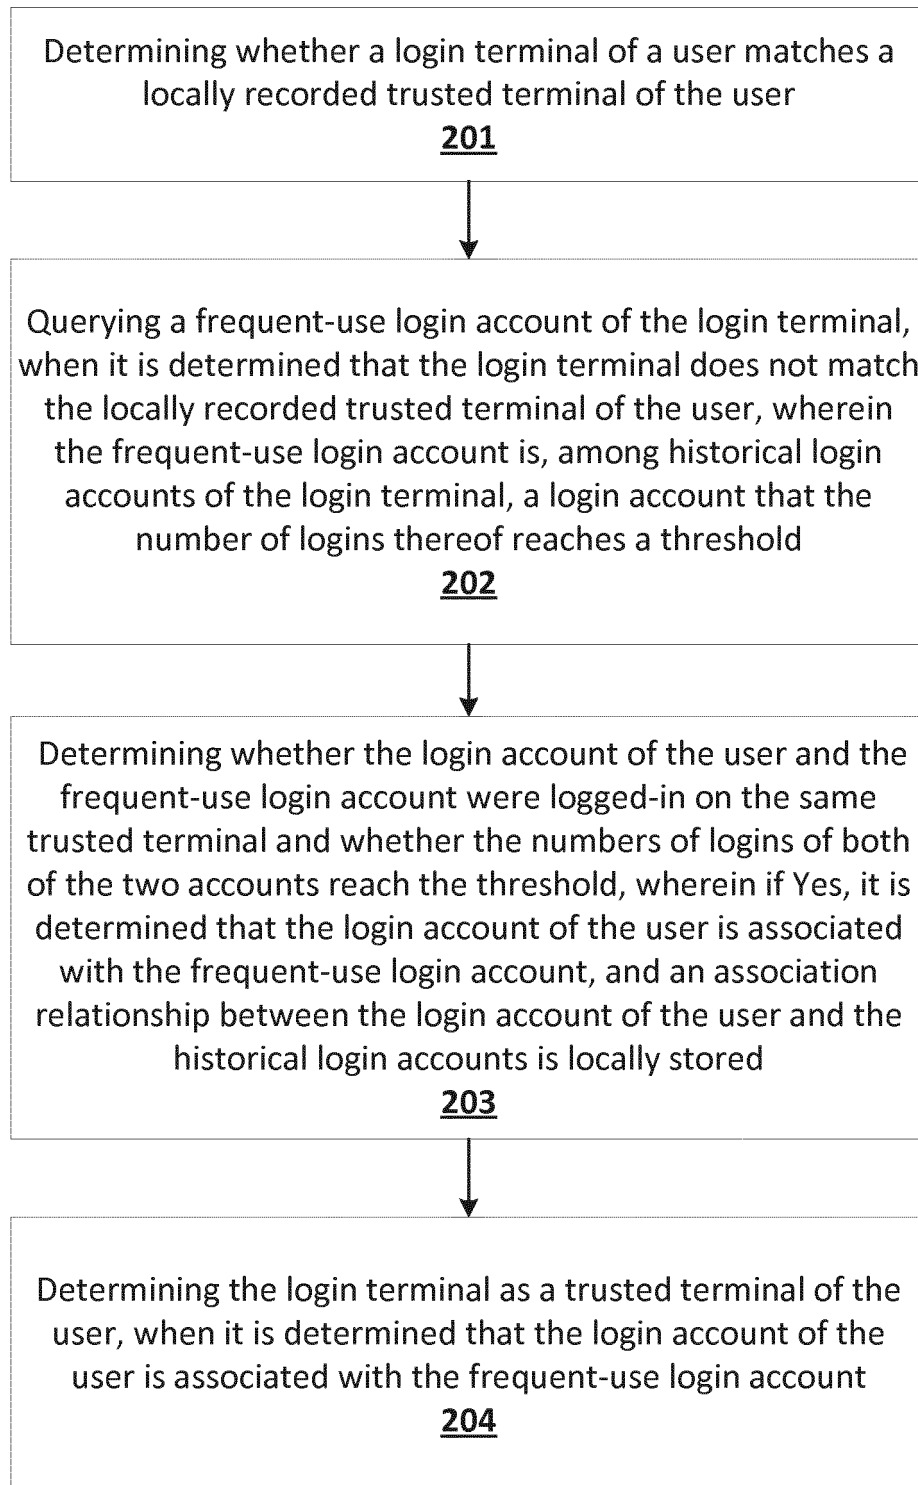 Determining whether a login terminal of a user matches a
locally recorded trusted terminal of the user
201
Querying a frequent-use login account of the login terminal,
when it is determined that the login terminal does not match
the locally recorded trusted terminal of the user, wherein
the frequent-use login account is, among historical login
accounts of the login terminal, a login account that the
number of logins thereof reaches a threshold
202
Determining whether the login account of the user and the
frequent-use login account were logged-in on the same
trusted terminal and whether the numbers of logins of both
of the two accounts reach the threshold, wherein if Yes, it is
determined that the login account of the user is associated
with the frequent-use login account, and an association
relationship between the login account of the user and the
historical login accounts is locally stored
203
Determining the login terminal as a trusted terminal of the
user, when it is determined that the login account of the
user is associated with the frequent-use login account
204